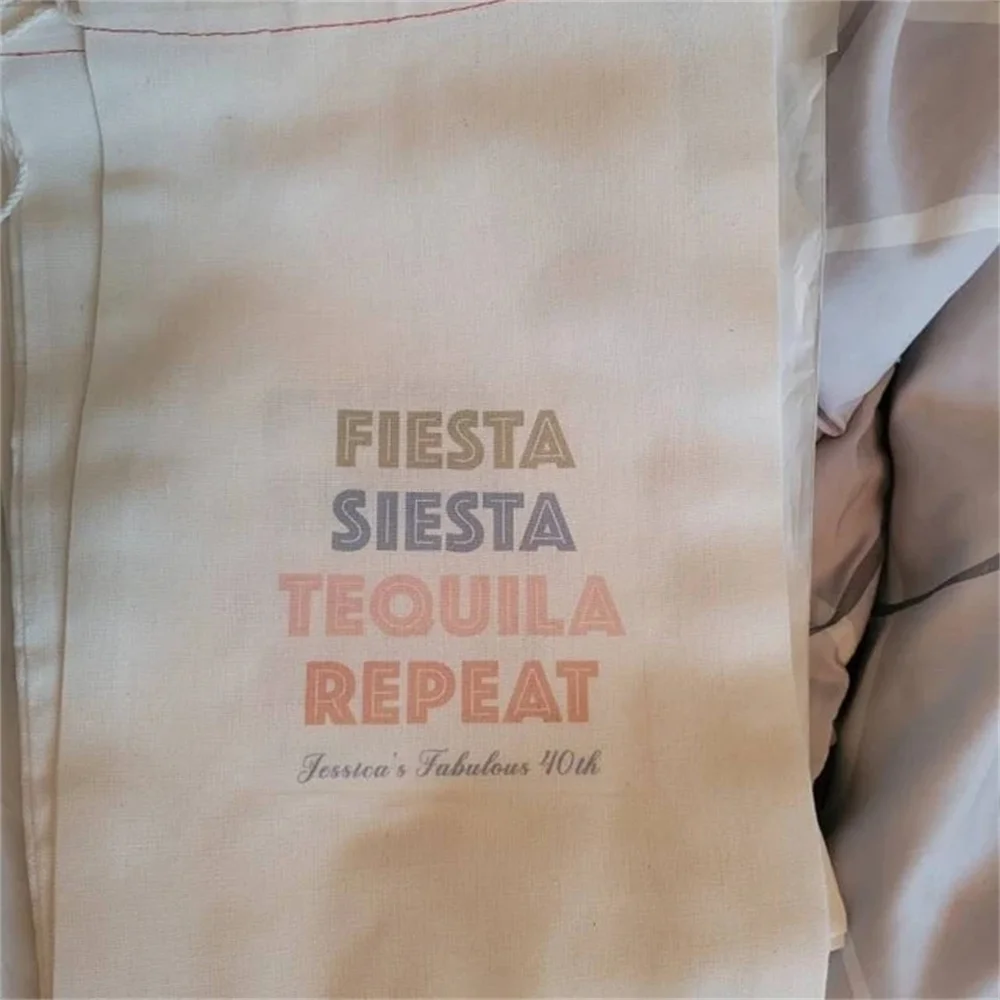 FIESTA
SIESTA
TEQUILA
REPEAT
Jessica's Fabulous 40th